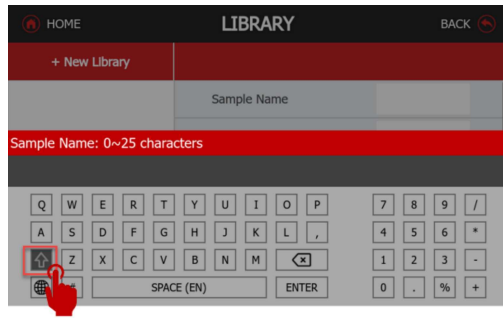 HOME LIBRARY BACK
+ New Library
Sample Name
Sample Name: 0~25 characters
Q W E R T Y U I O P 7 8 9 /
A S D F G H J K L , 4 5 6 *
Z X C V B N M 1 2 3 -
# SPACE (EN) ENTER 0 . % +